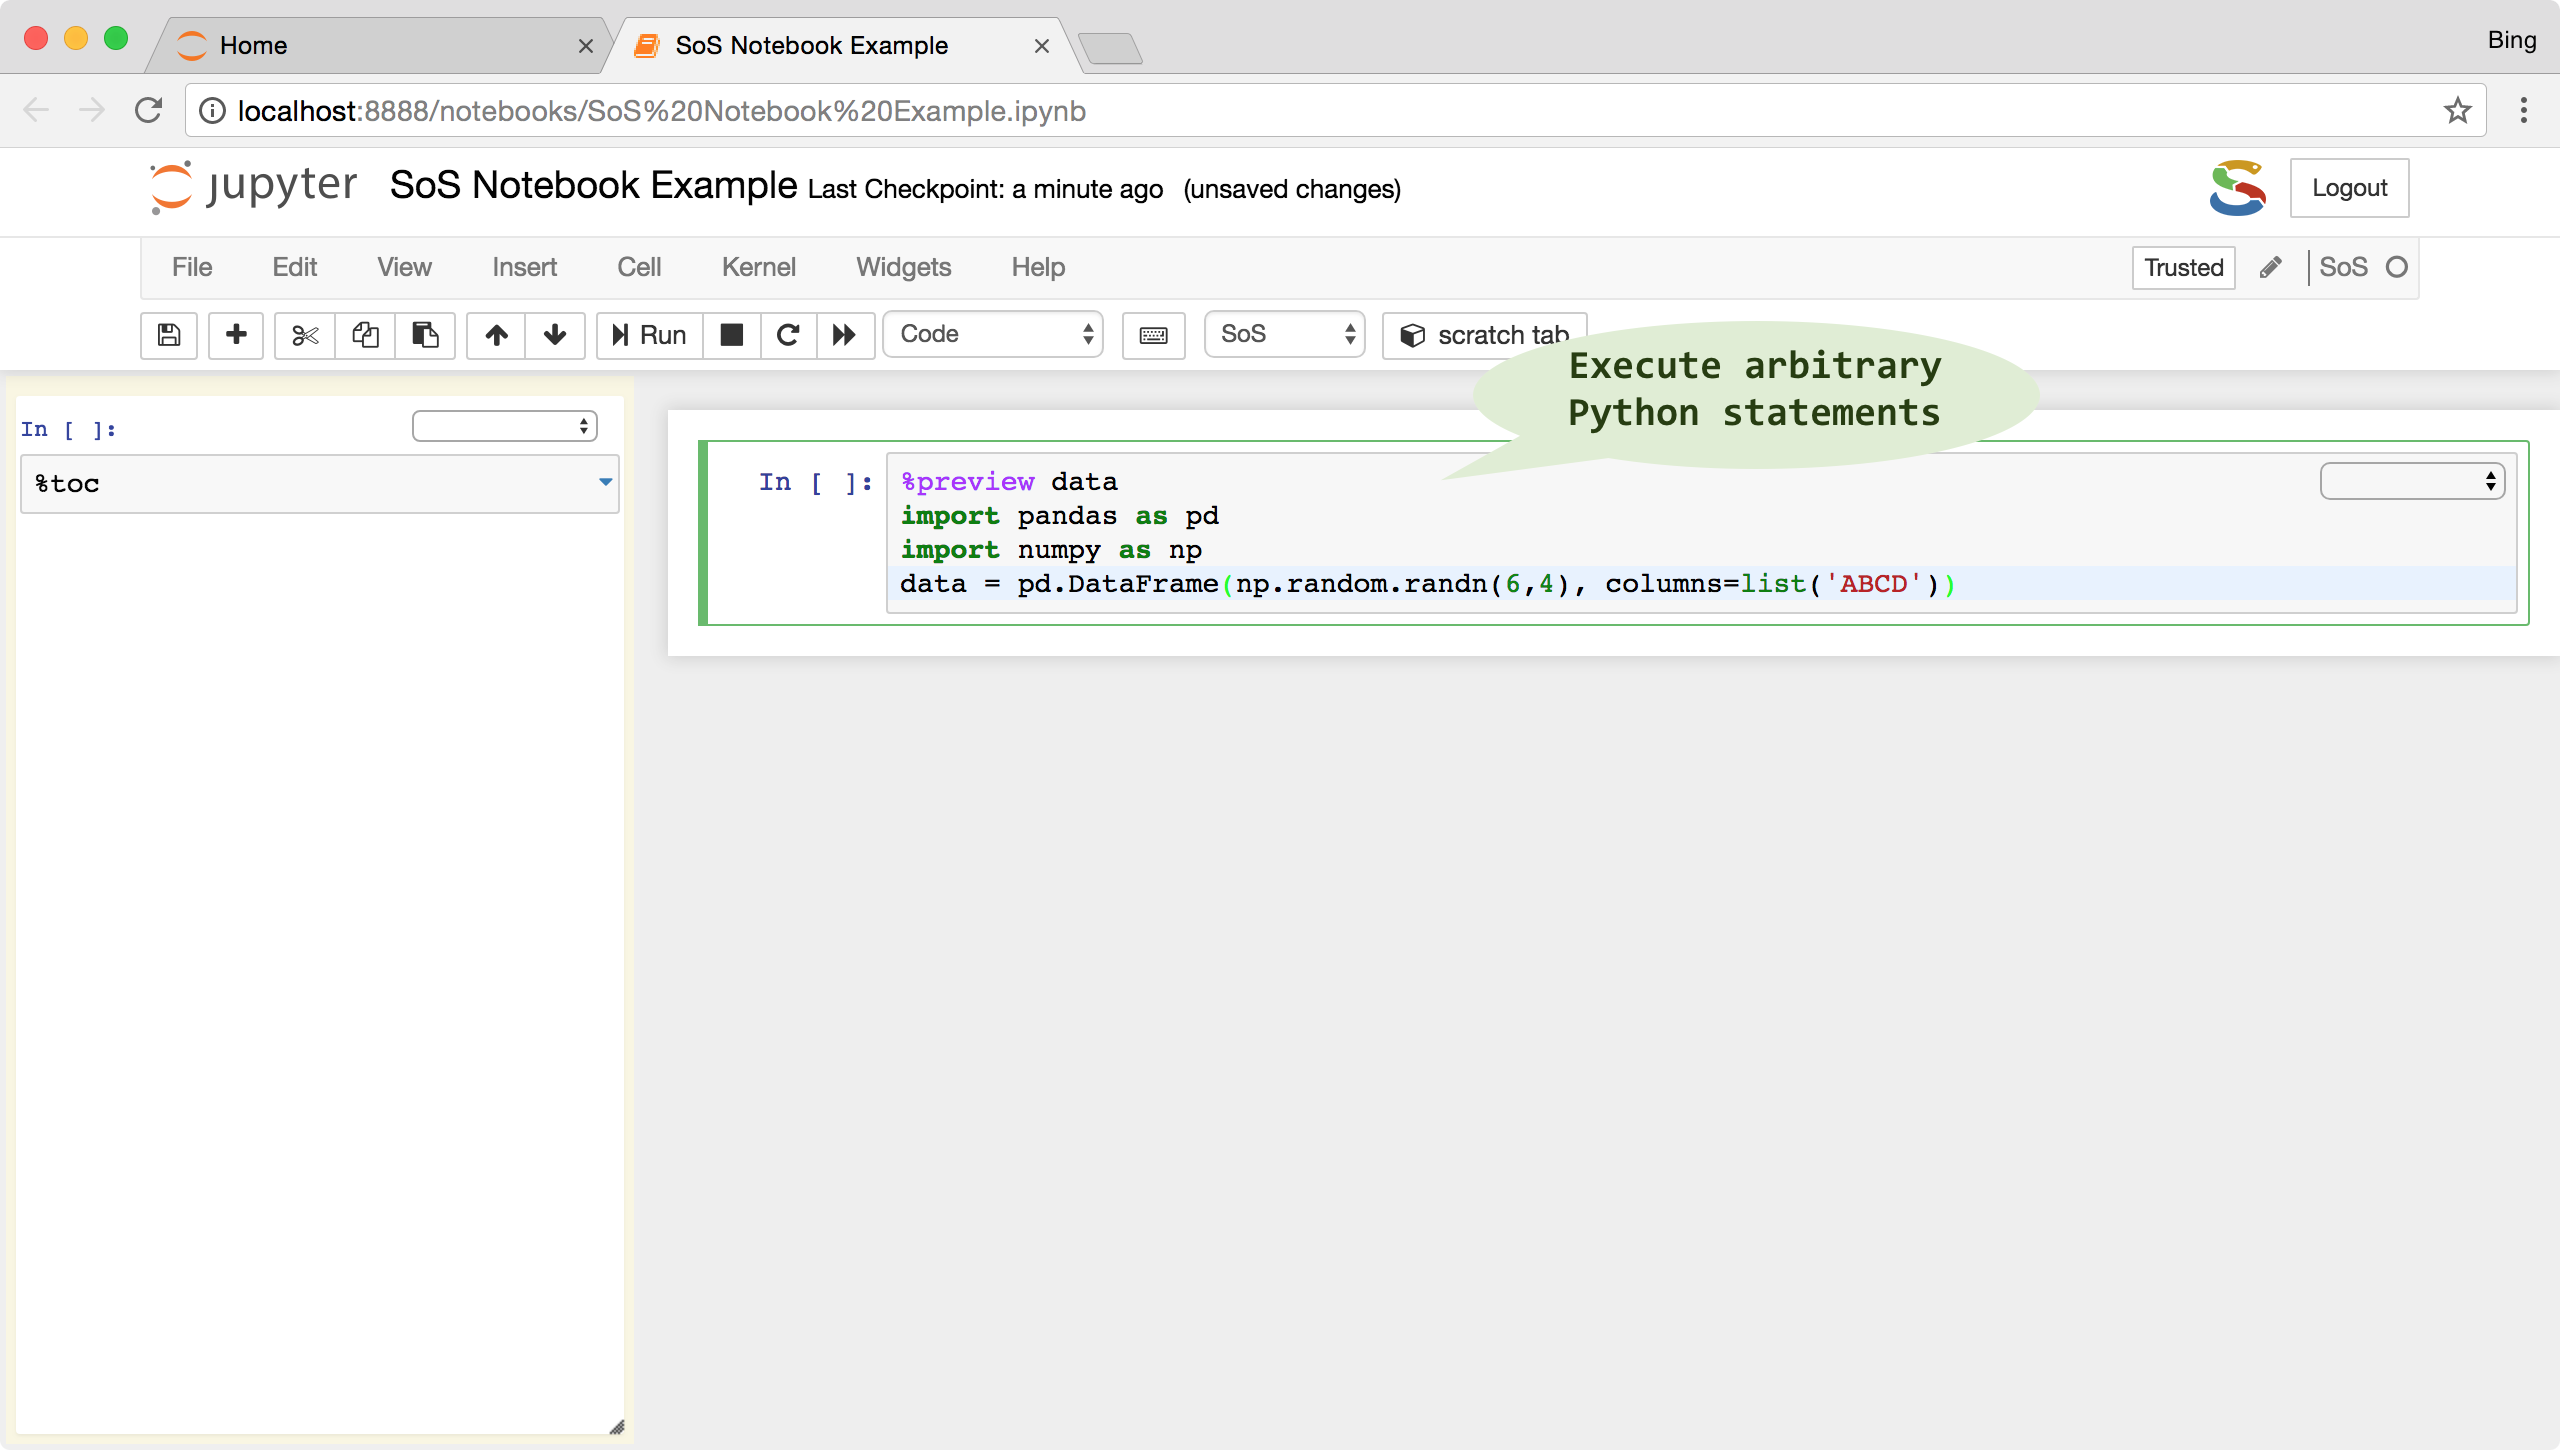 Home
SoS Notebook Example
Bing
localhost:8888/notebooks/SoS%20Notebook%20Example.ipynb
jupyter SoS Notebook Example Last Checkpoint: a minute ago (unsaved changes)
Logout
File Edit View Insert Cell Kernel Widgets Help
Trusted
SoS
Run
Code
SoS
scratch tab
Execute arbitrary
Python statements
In [ ]:
%toc
In [ ]:
%preview data
import pandas as pd
import numpy as np
data = pd.DataFrame(np.random.randn(6,4), columns=list('ABCD'))